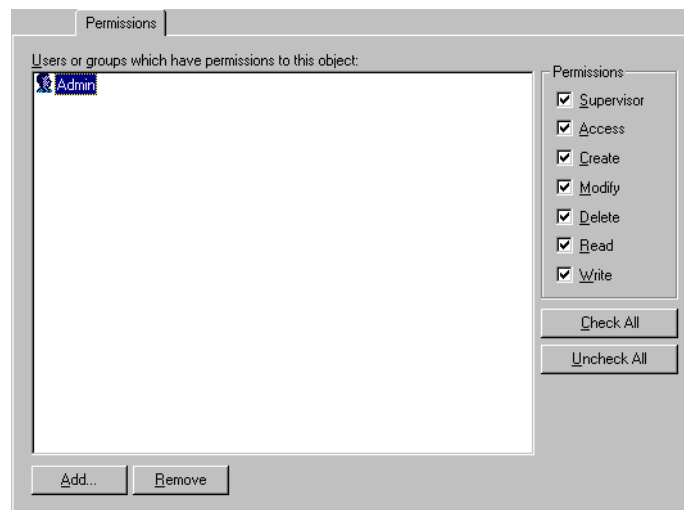 Permissions
Users or groups which have permissions to this object:
Admin
Permissions
Supervisor
Access
Create
Modify
Delete
Read
Write
Check All
Uncheck All
Add...
Remove